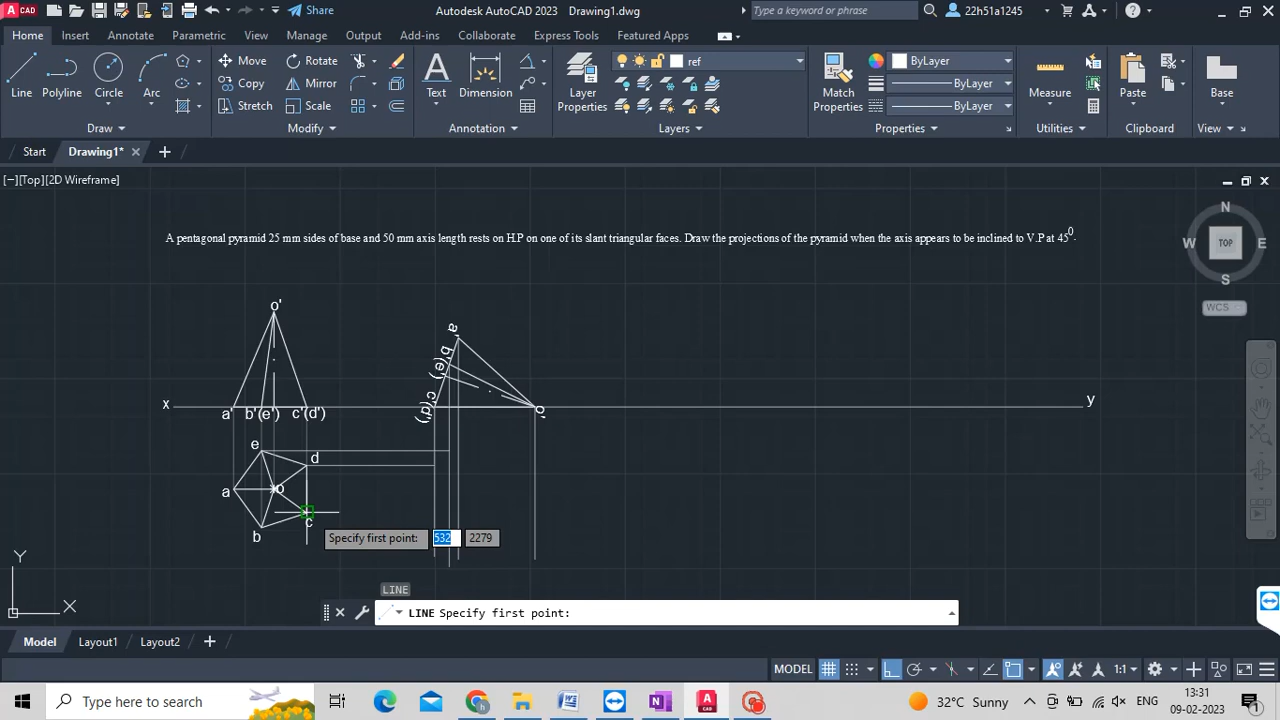 Share
Autodesk AutoCAD 2023 Drawing1.dwg
Type a keyword or phrase
22h51a1245
Home Insert Annotate Parametric View Manage Output Add-ins Collaborate Express Tools Featured Apps
Line Polyline Circle Arc
Move Rotate
Copy Mirror
Stretch Scale
Text Dimension
Layer Properties
ref
Match Properties
ByLayer
ByLayer
ByLayer
Measure Paste Base
Draw Modify Annotation Layers Properties Utilities Clipboard View
Start Drawing1*
[−][Top][2D Wireframe]
A pentagonal pyramid 25 mm sides of base and 50 mm axis length rests on H.P on one of its slant triangular faces. Draw the projections of the pyramid when the axis appears to be inclined to V.P at 45⁰.
N
W TOP E
S
WCS
o'
a'
b'(e')
c'(d')
x a' b'(e') c'(d') o' y
e d
a o
c
b
Specify first point: 532 2279
Y
X
LINE
LINE Specify first point:
Model Layout1 Layout2
MODEL 1:1
Type here to search
32°C Sunny ENG
13:31
09-02-2023